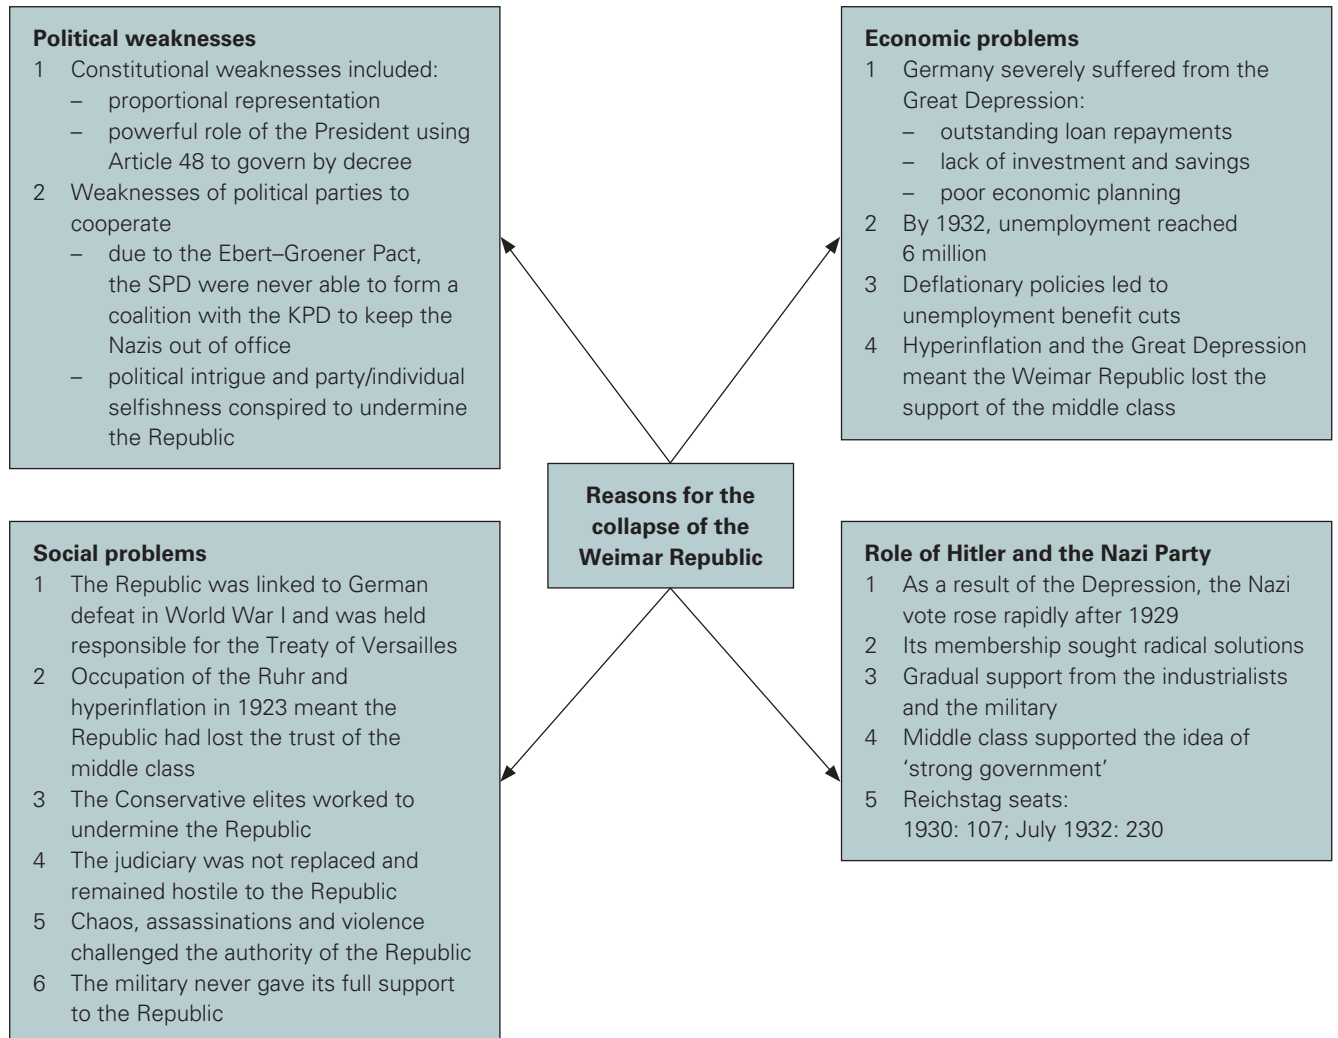 Political weaknesses
1 Constitutional weaknesses included:
– proportional representation
– powerful role of the President using
Article 48 to govern by decree
2 Weaknesses of political parties to
cooperate
– due to the Ebert–Groener Pact,
the SPD were never able to form a
coalition with the KPD to keep the
Nazis out of office
– political intrigue and party/individual
selfishness conspired to undermine
the Republic
Economic problems
1 Germany severely suffered from the
Great Depression:
– outstanding loan repayments
– lack of investment and savings
– poor economic planning
2 By 1932, unemployment reached
6 million
3 Deflationary policies led to
unemployment benefit cuts
4 Hyperinflation and the Great Depression
meant the Weimar Republic lost the
support of the middle class
Reasons for the
collapse of the
Weimar Republic
Social problems
1 The Republic was linked to German
defeat in World War I and was held
responsible for the Treaty of Versailles
2 Occupation of the Ruhr and
hyperinflation in 1923 meant the
Republic had lost the trust of the
middle class
3 The Conservative elites worked to
undermine the Republic
4 The judiciary was not replaced and
remained hostile to the Republic
5 Chaos, assassinations and violence
challenged the authority of the Republic
6 The military never gave its full support
to the Republic
Role of Hitler and the Nazi Party
1 As a result of the Depression, the Nazi
vote rose rapidly after 1929
2 Its membership sought radical solutions
3 Gradual support from the industrialists
and the military
4 Middle class supported the idea of
‘strong government’
5 Reichstag seats:
1930: 107; July 1932: 230